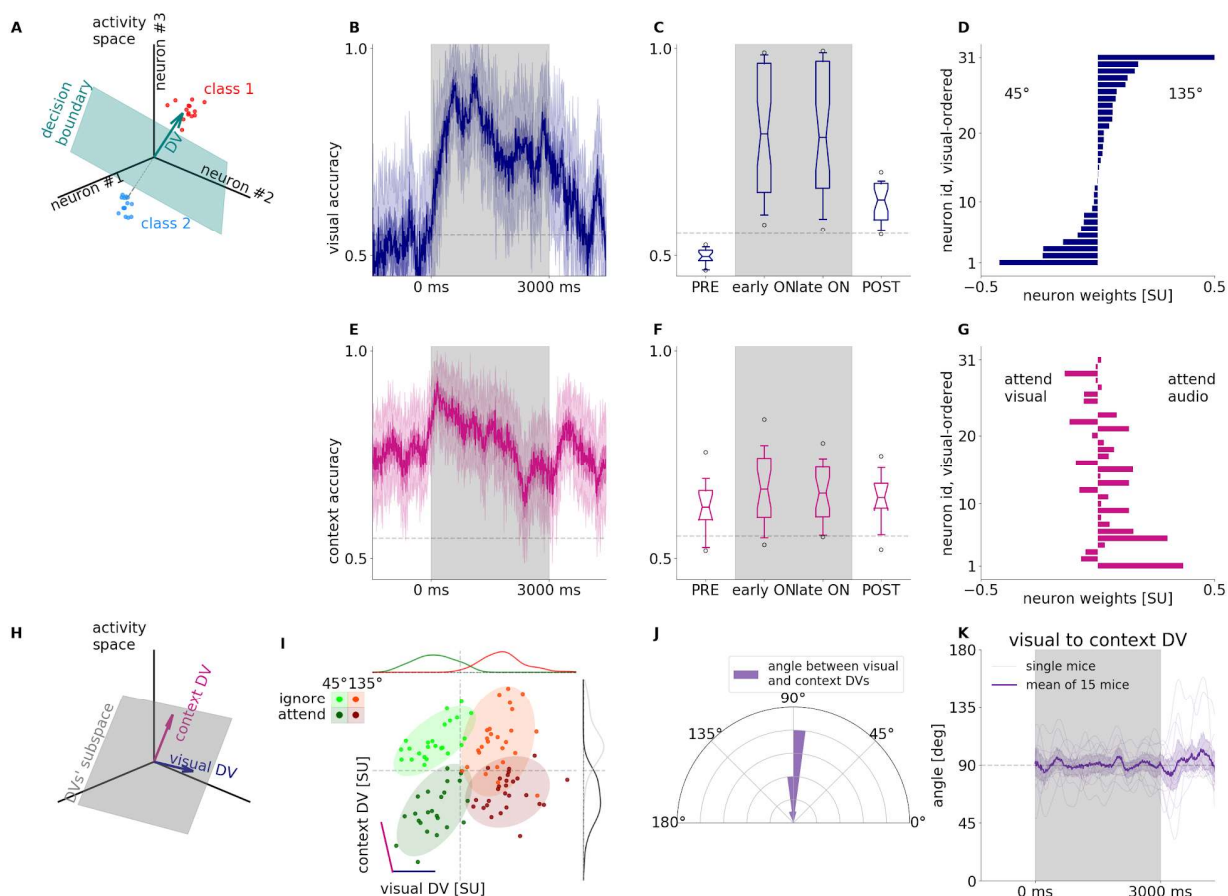 A
activity
space
neuron #3
class 1
decision
boundary
DV
neuron #1
neuron #2
class 2
B
1.0
visual accuracy
0.5
0 ms
3000 ms
C
1.0
0.5
PRE
early ON
late ON
POST
D
31
45°
135°
neuron id, visual-ordered
20
10
1
−0.5
0.5
neuron weights [SU]
E
1.0
context accuracy
0.5
0 ms
3000 ms
F
1.0
0.5
PRE
early ON
late ON
POST
G
31
attend
visual
attend
audio
neuron id, visual-ordered
20
10
1
−0.5
0.5
neuron weights [SU]
H
activity
space
context DV
DVs' subspace
visual DV
I
45°135°
ignore
attend
context DV [SU]
visual DV [SU]
J
angle between visual
and context DVs
90°
135°
45°
180°
0°
K
visual to context DV
180
single mice
mean of 15 mice
135
angle [deg]
90
45
0
0 ms
3000 ms